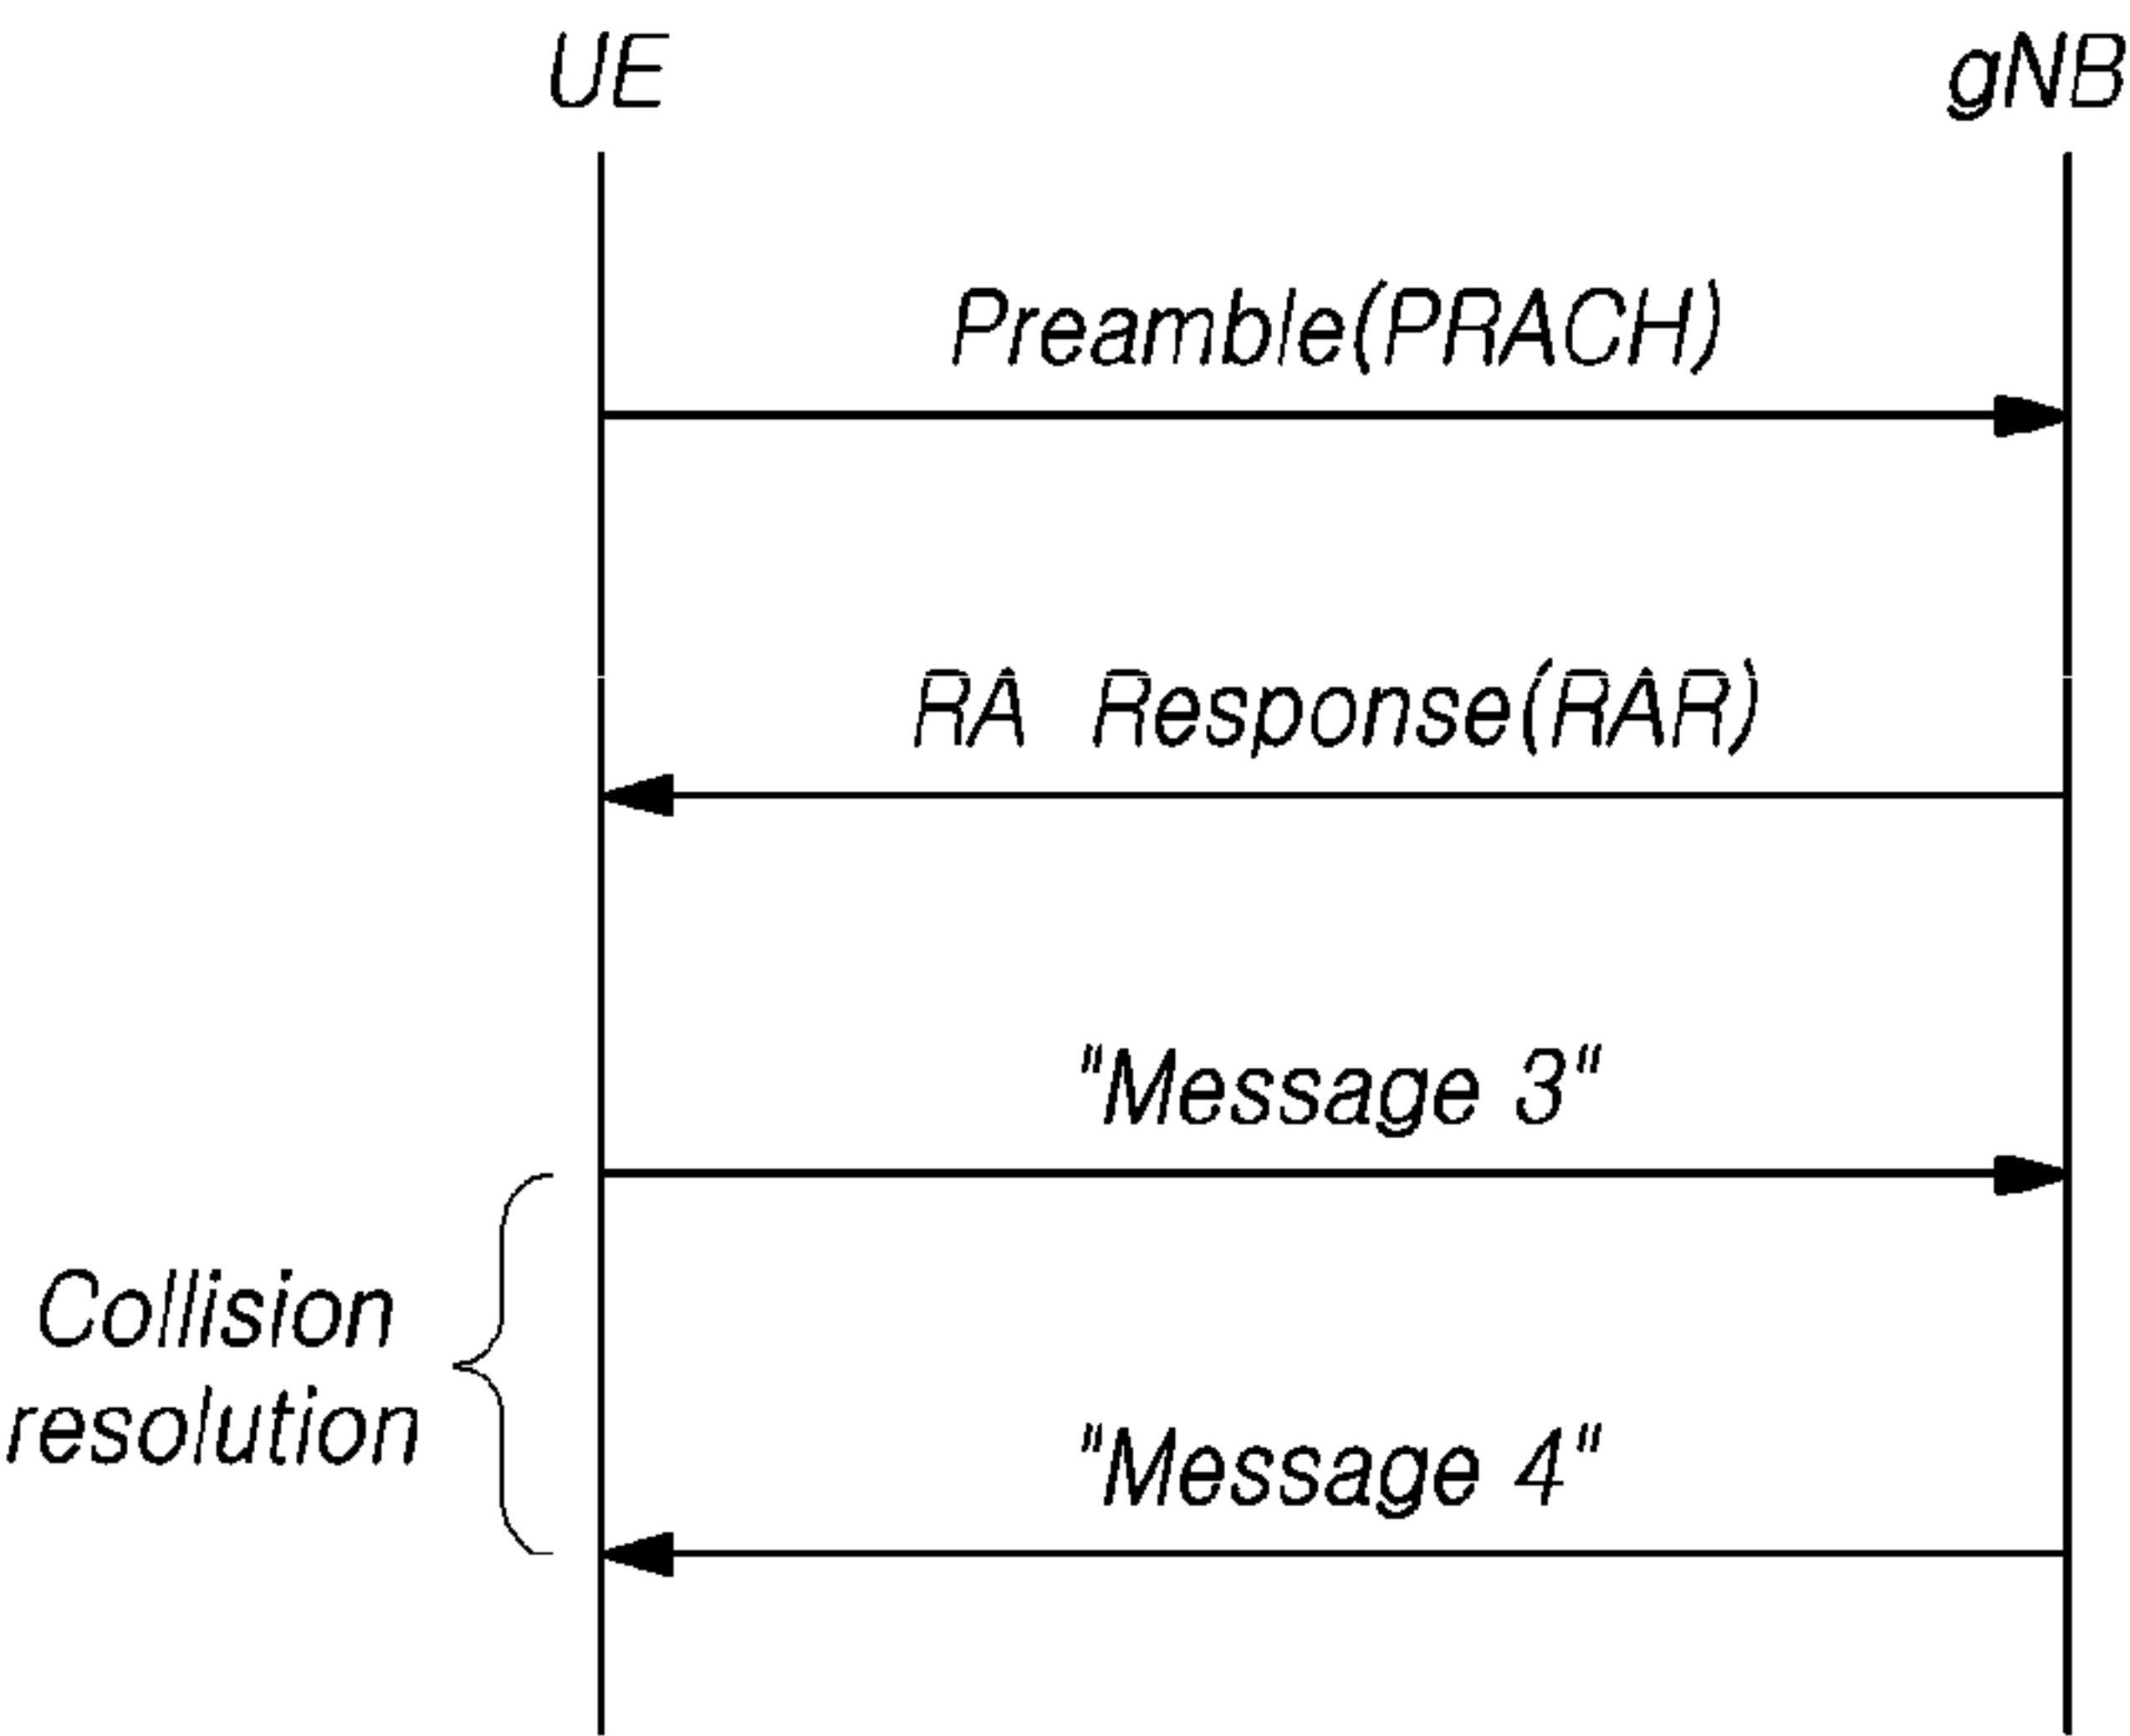 UE
gNB
Preamble(PRACH)
RA Response(RAR)
"Message 3"
Collision
resolution
"Message 4"